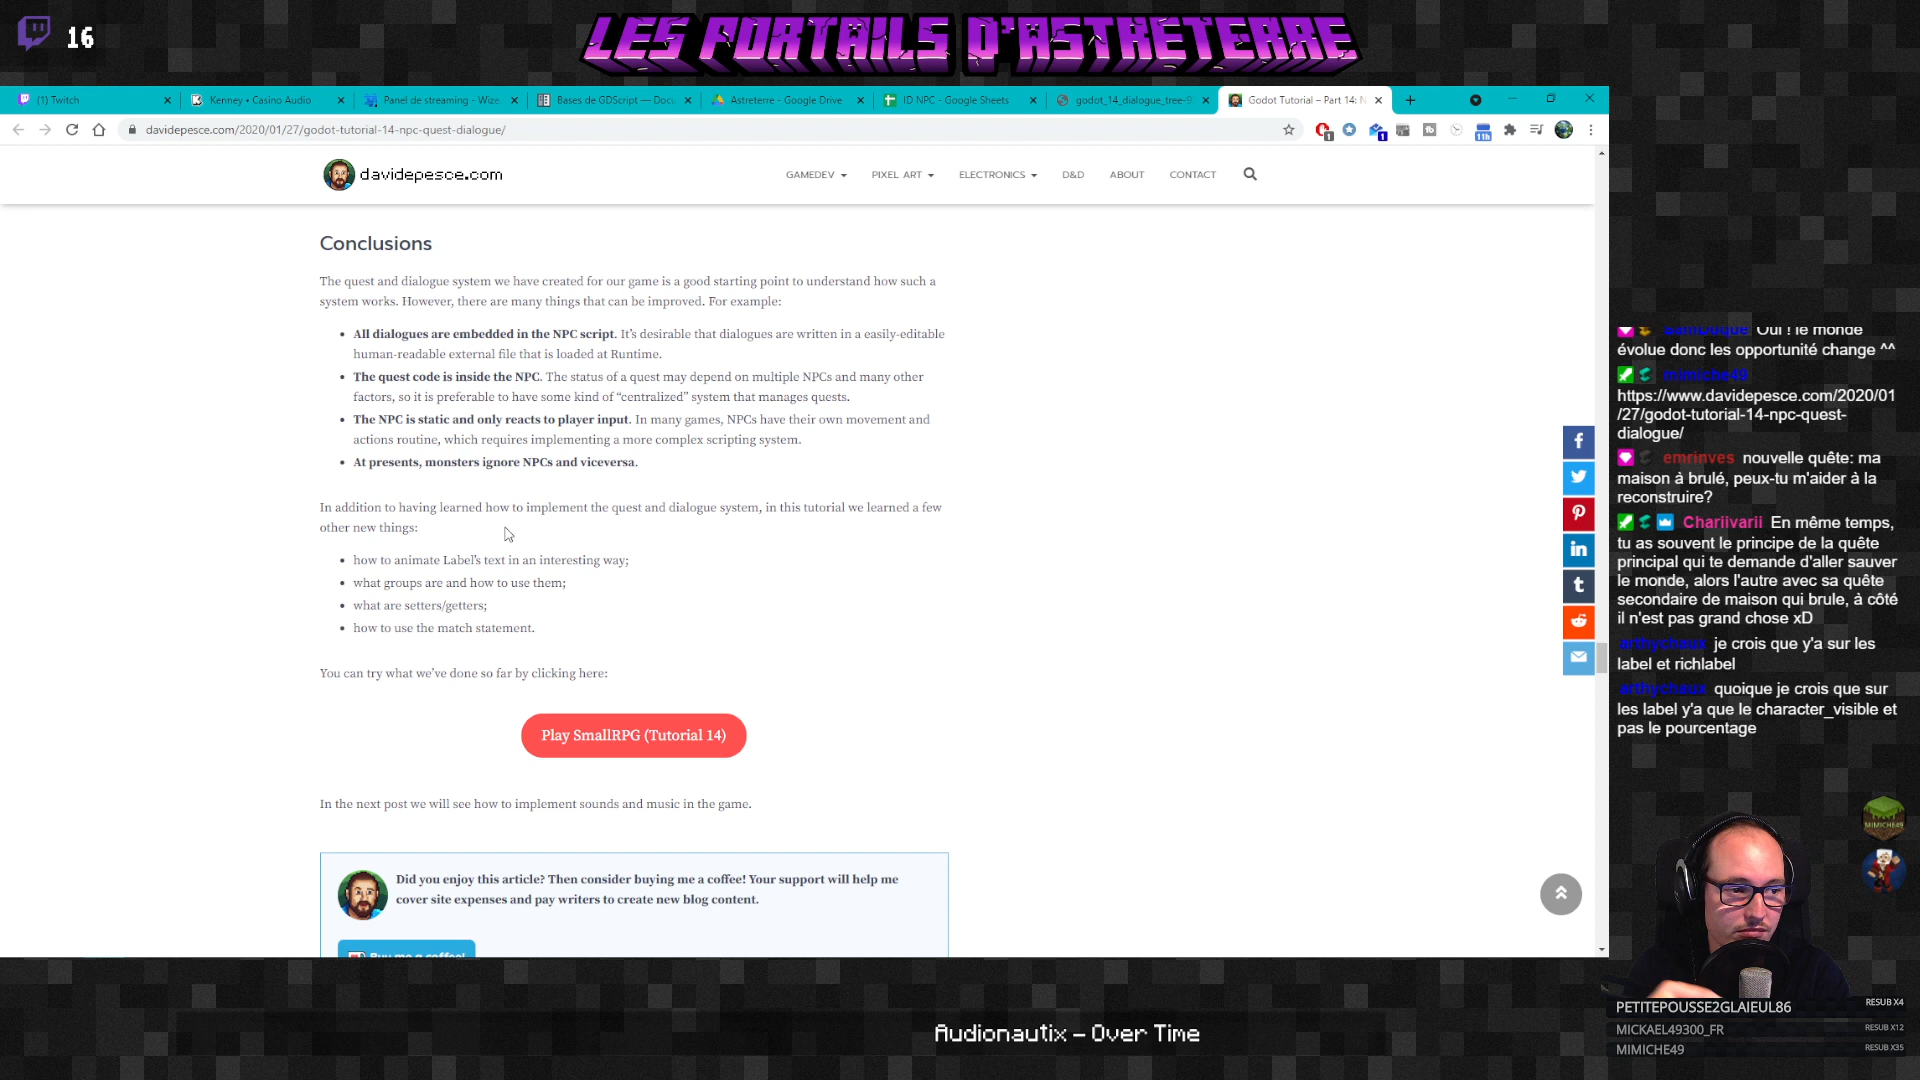 16
LES PORTAILS D'ASTRÉTERRE
(1) Twitch
Kenney • Casino Audio
Panel de streaming - Wize
Bases de GDScript — Docu
Astreterre - Google Drive
ID NPC - Google Sheets
godot_14_dialogue_tree-9
Godot Tutorial – Part 14: N
davidepesce.com/2020/01/27/godot-tutorial-14-npc-quest-dialogue/
1
1
11h
davidepesce.com
GAMEDEV
PIXEL ART
ELECTRONICS
D&D
ABOUT
CONTACT
Conclusions
The quest and dialogue system we have created for our game is a good starting point to understand how such a
system works. However, there are many things that can be improved. For example:
• All dialogues are embedded in the NPC script. It's desirable that dialogues are written in a easily-editable
human-readable external file that is loaded at Runtime.
• The quest code is inside the NPC. The status of a quest may depend on multiple NPCs and many other
factors, so it is preferable to have some kind of “centralized” system that manages quests.
• The NPC is static and only reacts to player input. In many games, NPCs have their own movement and
actions routine, which requires implementing a more complex scripting system.
• At presents, monsters ignore NPCs and viceversa.
In addition to having learned how to implement the quest and dialogue system, in this tutorial we learned a few
other new things:
• how to animate Label's text in an interesting way;
• what groups are and how to use them;
• what are setters/getters;
• how to use the match statement.
You can try what we've done so far by clicking here:
Play SmallRPG (Tutorial 14)
In the next post we will see how to implement sounds and music in the game.
Did you enjoy this article? Then consider buying me a coffee! Your support will help me
cover site expenses and pay writers to create new blog content.
Buy me a coffee!
Oui ! le monde
évolue donc les opportunité change ^^
mimiche49
https://www.davidepesce.com/2020/01
/27/godot-tutorial-14-npc-quest-
dialogue/
emrinves nouvelle quête: ma
maison à brulé, peux-tu m'aider à la
reconstruire?
Chariivarii En même temps,
tu as souvent le principe de la quête
principal qui te demande d'aller sauver
le monde, alors l'autre avec sa quête
secondaire de maison qui brule, à côté
il n'est pas grand chose xD
arthychaux je crois que y'a sur les
label et richlabel
arthychaux quoique je crois que sur
les label y'a que le character_visible et
pas le pourcentage
MIMICHE49
PETITEPOUSSE2GLAIEUL86 RESUB X4
MICKAEL49300_FR RESUB X12
MIMICHE49 RESUB X35
Audionautix – Over Time